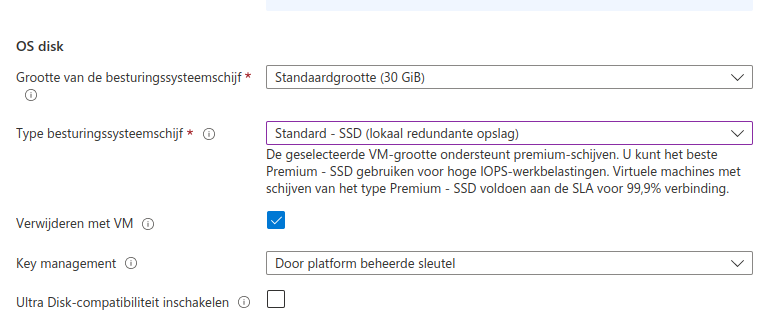 OS disk
Grootte van de besturingssysteemschijf *
Standaardgrootte (30 GiB)
Type besturingssysteemschijf *
Standard - SSD (lokaal redundante opslag)
De geselecteerde VM-grootte ondersteunt premium-schijven. U kunt het beste
Premium - SSD gebruiken voor hoge IOPS-werkbelastingen. Virtuele machines met
schijven van het type Premium - SSD voldoen aan de SLA voor 99,9% verbinding.
Verwijderen met VM
Key management
Door platform beheerde sleutel
Ultra Disk-compatibiliteit inschakelen